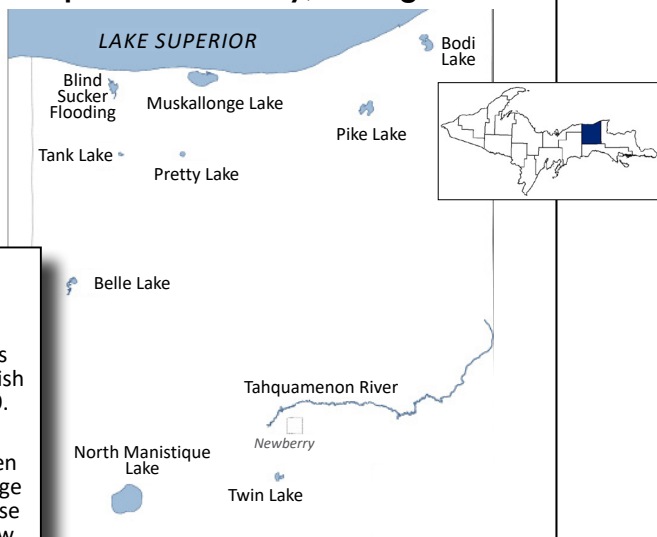 LAKE SUPERIOR
Bodi
Lake
Blind
Sucker
Flooding
Muskallonge Lake
Pike Lake
Tank Lake
Pretty Lake
Belle Lake
Tahquamenon River
Newberry
North Manistique
Lake
Twin Lake